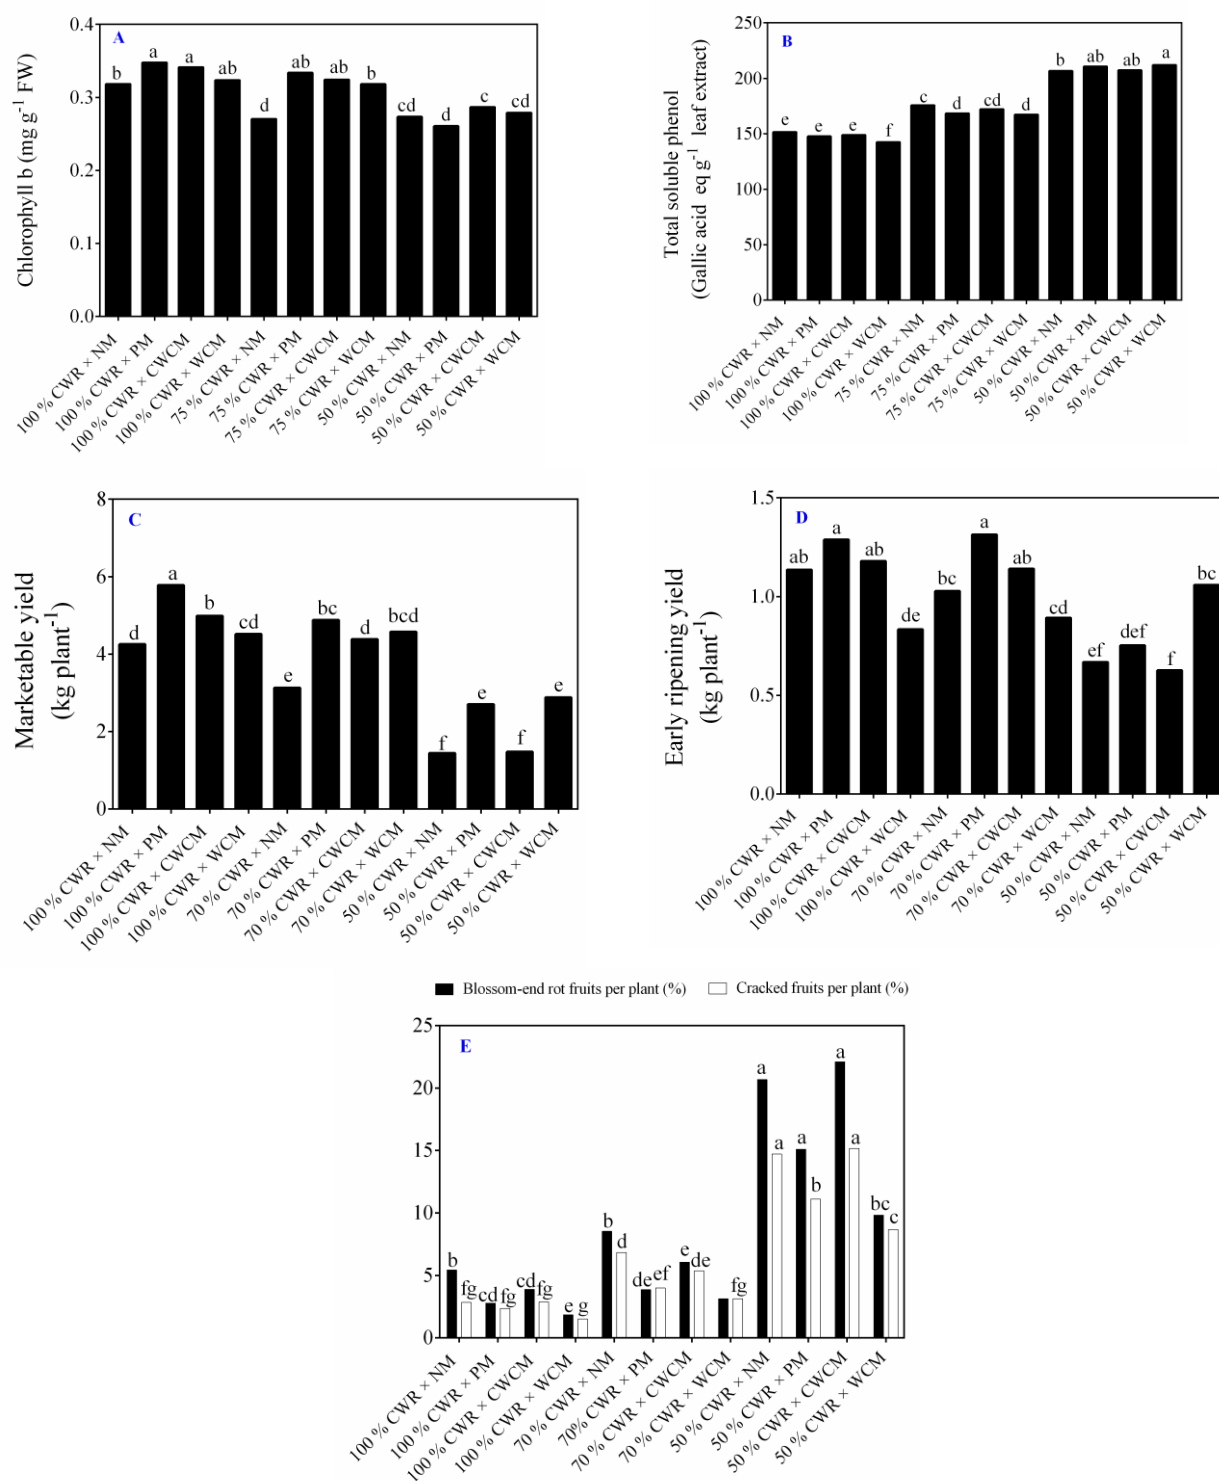 A
Chlorophyll b (mg g⁻¹ FW)
0.4
0.3
0.2
0.1
0.0
b
a
a
ab
d
ab
ab
b
cd
d
c
cd
100 % CWR × NM
100 % CWR × PM
100 % CWR × CWCM
100 % CWR × WCM
75 % CWR × NM
75 % CWR × PM
75 % CWR × CWCM
75 % CWR × WCM
50 % CWR × NM
50 % CWR × PM
50 % CWR × CWCM
50 % CWR × WCM
B
Total soluble phenol
(Gallic acid eq g⁻¹ leaf extract)
250
200
150
100
50
0
e
e
e
f
c
d
cd
d
b
ab
ab
a
100 % CWR × NM
100 % CWR × PM
100 % CWR × CWCM
100 % CWR × WCM
75 % CWR × NM
75 % CWR × PM
75 % CWR × CWCM
75 % CWR × WCM
50 % CWR × NM
50 % CWR × PM
50 % CWR × CWCM
50 % CWR × WCM
C
Marketable yield
(kg plant⁻¹)
8
6
4
2
0
d
a
b
cd
e
bc
d
bcd
f
e
f
e
100 % CWR × NM
100 % CWR × PM
100 % CWR × CWCM
100 % CWR × WCM
70 % CWR × NM
70 % CWR × PM
70 % CWR × CWCM
70 % CWR × WCM
50 % CWR × NM
50 % CWR × PM
50 % CWR × CWCM
50 % CWR × WCM
D
Early ripening yield
(kg plant⁻¹)
1.5
1.0
0.5
0.0
ab
a
ab
de
bc
a
ab
cd
ef
def
f
bc
100 % CWR × NM
100 % CWR × PM
100 % CWR × CWCM
100 % CWR × WCM
70 % CWR × NM
70 % CWR × PM
70 % CWR × CWCM
70 % CWR × WCM
50 % CWR × NM
50 % CWR × PM
50 % CWR × CWCM
50 % CWR × WCM
Blossom-end rot fruits per plant (%)
Cracked fruits per plant (%)
E
25
20
15
10
5
0
b
fg
cd
fg
cd
fg
e
g
b
d
de
ef
e
de
fg
a
a
a
b
a
a
bc
c
100 % CWR × NM
100 % CWR × PM
100 % CWR × CWCM
100 % CWR × WCM
70 % CWR × NM
70% CWR × PM
70 % CWR × CWCM
70 % CWR × WCM
50 % CWR × NM
50 % CWR × PM
50 % CWR × CWCM
50 % CWR × WCM